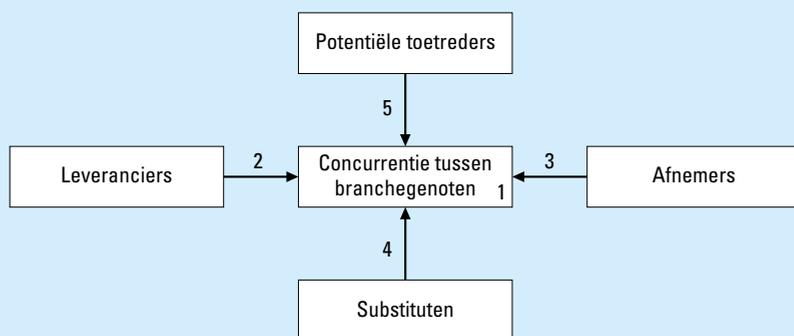 Potentiële toetreders
5
Leveranciers
2
Concurrentie tussen
branchegenoten 1
3
Afnemers
4
Substituten